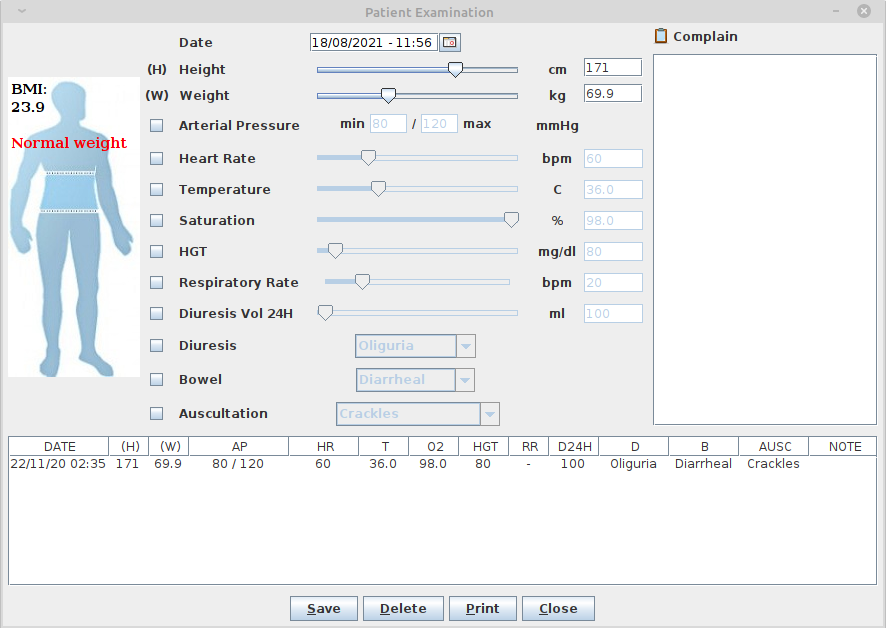 Patient Examination
Date 18/08/2021 - 11:56
Complain
(H) Height cm 171
BMI:
23.9
(W) Weight kg 69.9
Arterial Pressure min 80 / 120 max mmHg
Normal weight
Heart Rate bpm 60
Temperature C 36.0
Saturation % 98.0
HGT mg/dl 80
Respiratory Rate bpm 20
Diuresis Vol 24H ml 100
Diuresis Oliguria
Bowel Diarrheal
Auscultation Crackles
DATE (H) (W) AP HR T O2 HGT RR D24H D B AUSC NOTE
22/11/20 02:35 171 69.9 80 / 120 60 36.0 98.0 80 - 100 Oliguria Diarrheal Crackles
Save Delete Print Close